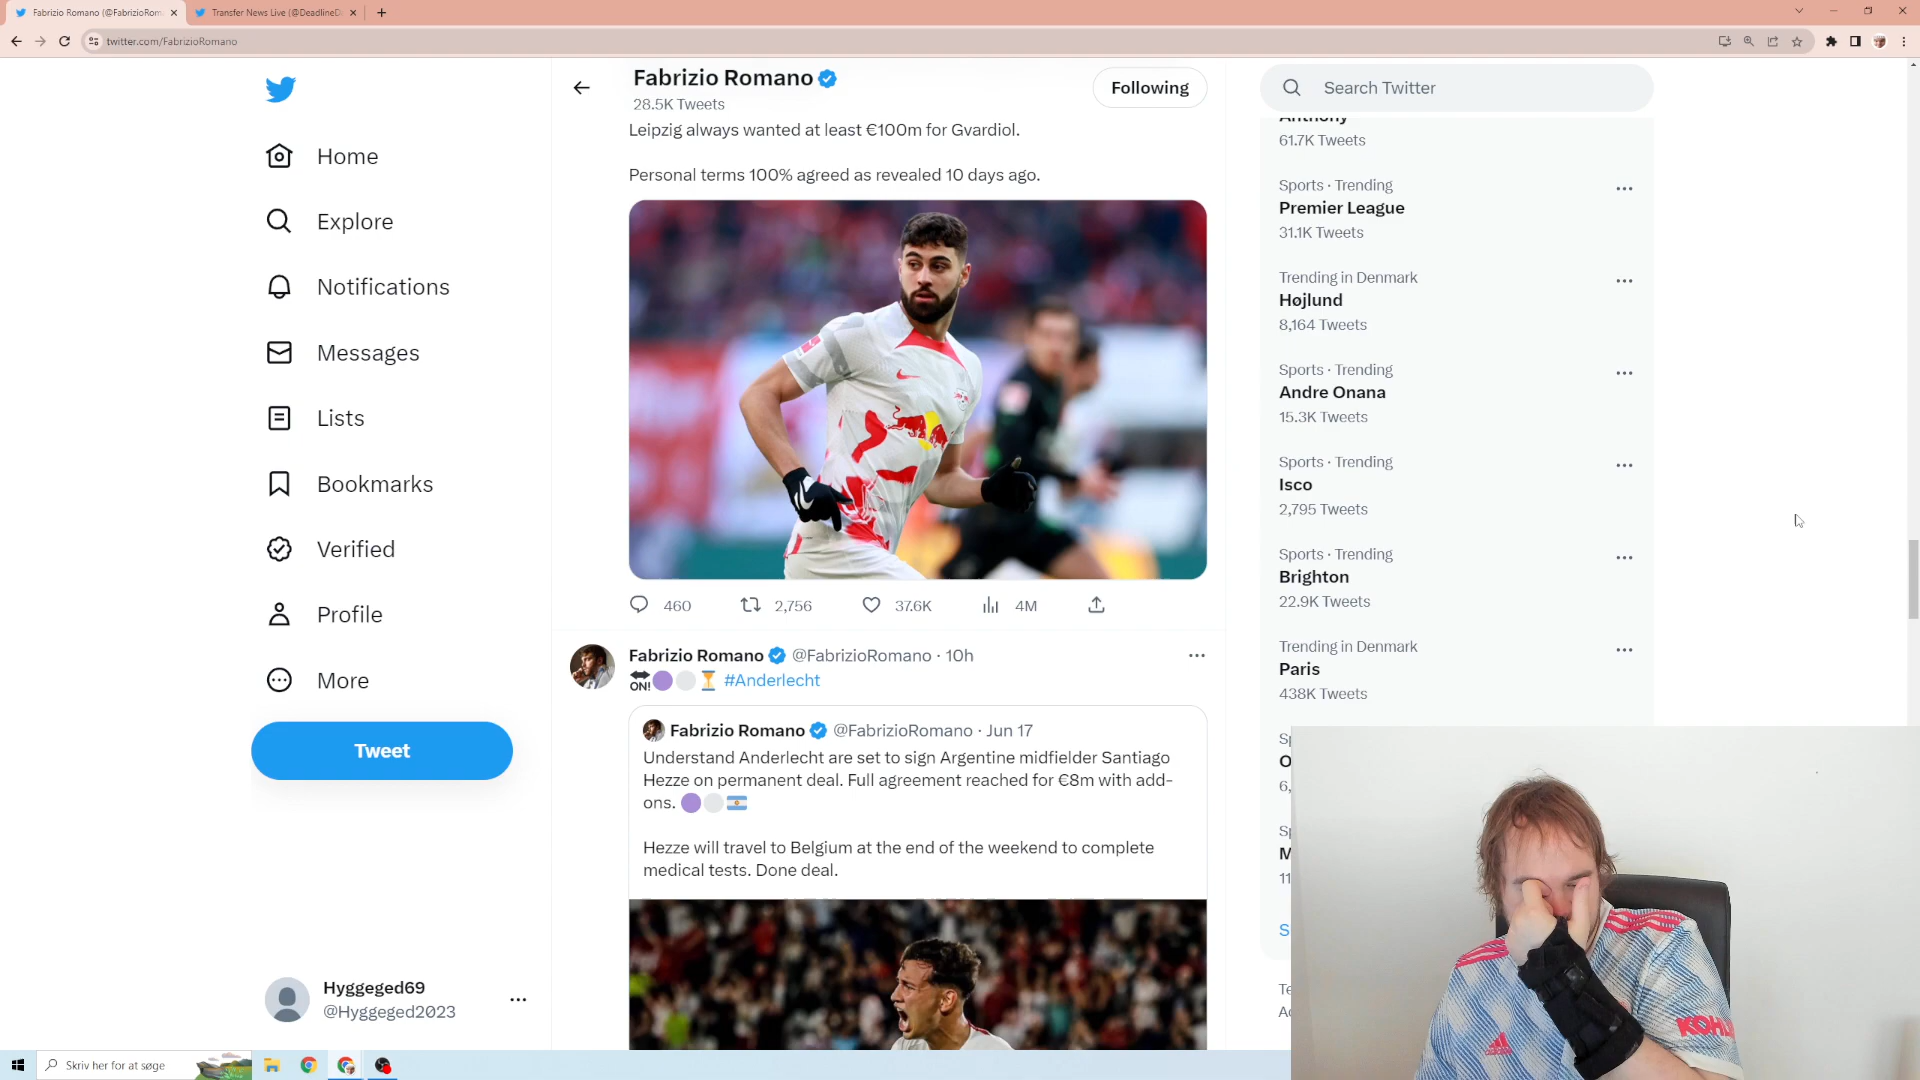 Fabrizio Romano (@FabrizioRom
Transfer News Live (@DeadlineD
twitter.com/FabrizioRomano
Home
Explore
Notifications
Messages
Lists
Bookmarks
Verified
Profile
More
Tweet
Hyggeged69
@Hyggeged2023
Fabrizio Romano
28.5K Tweets
Following
Leipzig always wanted at least €100m for Gvardiol.
Personal terms 100% agreed as revealed 10 days ago.
460 2,756 37.6K 4M
Fabrizio Romano @FabrizioRomano · 10h
ON! #Anderlecht
Fabrizio Romano @FabrizioRomano · Jun 17
Understand Anderlecht are set to sign Argentine midfielder Santiago
Hezze on permanent deal. Full agreement reached for €8m with add-
ons.
Hezze will travel to Belgium at the end of the weekend to complete
medical tests. Done deal.
Search Twitter
Anthony
61.7K Tweets
Sports · Trending
Premier League
31.1K Tweets
Trending in Denmark
Højlund
8,164 Tweets
Sports · Trending
Andre Onana
15.3K Tweets
Sports · Trending
Isco
2,795 Tweets
Sports · Trending
Brighton
22.9K Tweets
Trending in Denmark
Paris
438K Tweets
KOHL
Skriv her for at søge